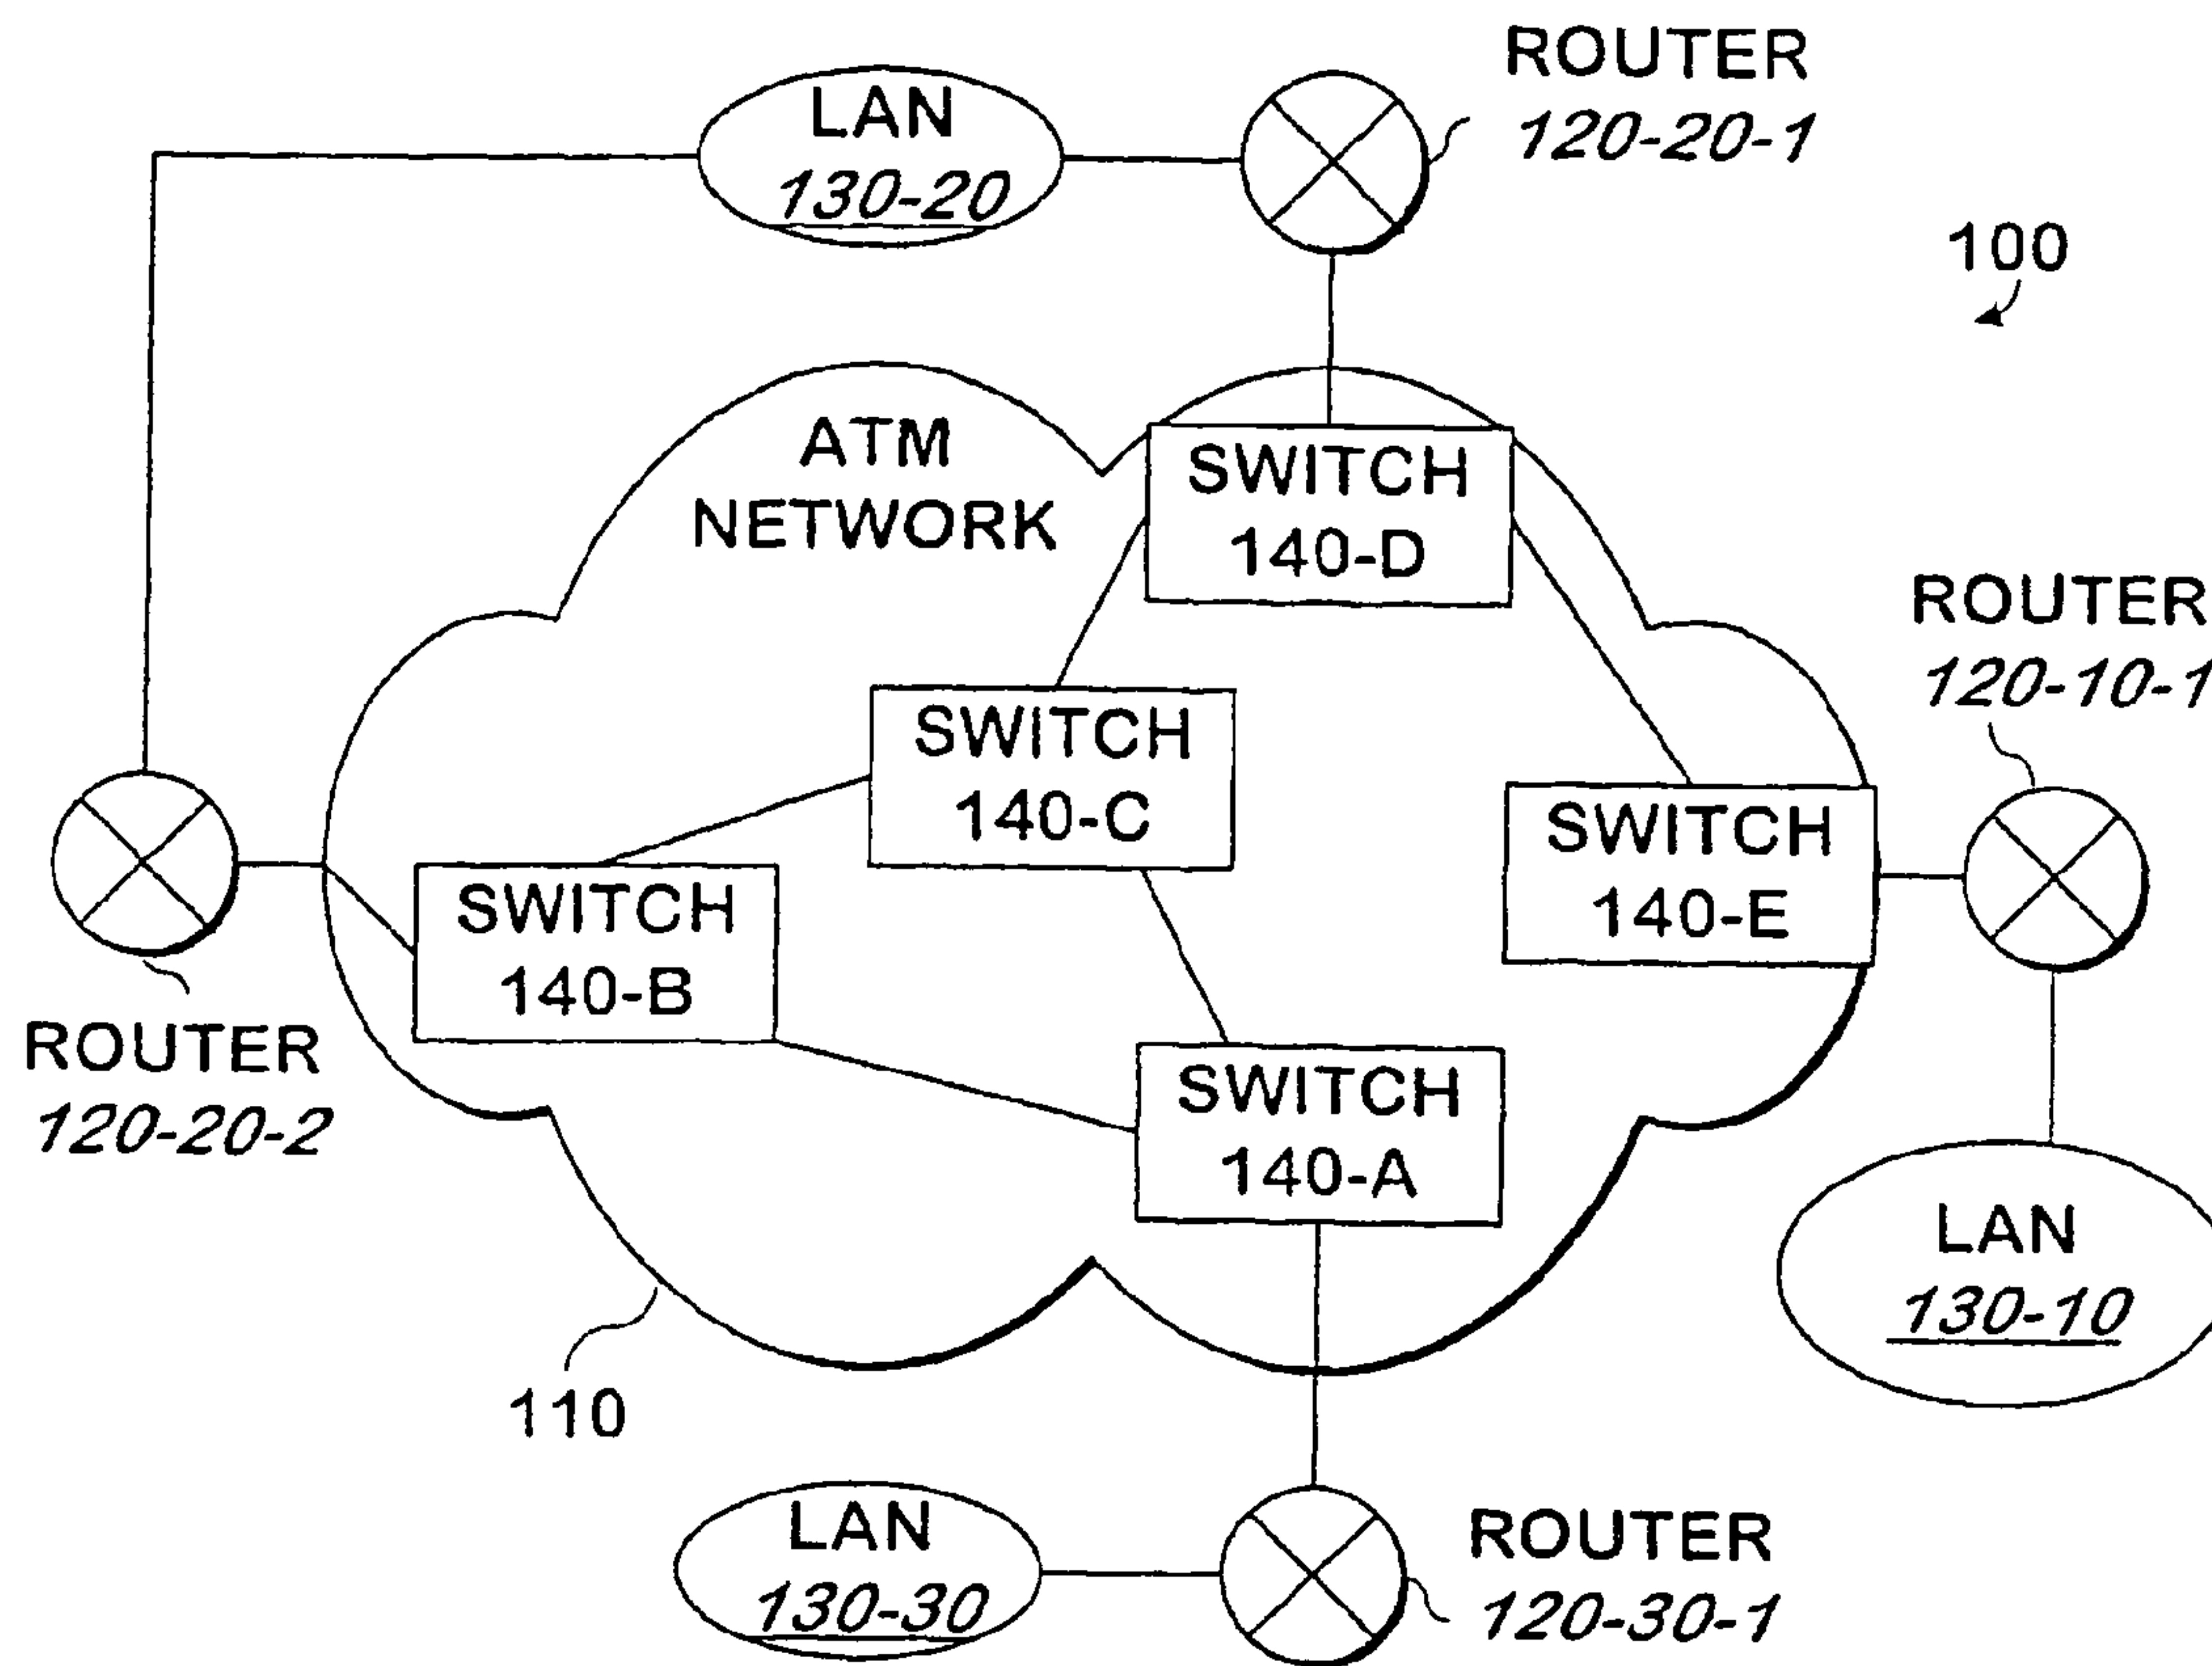 ROUTER
120-20-1
LAN
130-20
100
ATM
NETWORK
SWITCH
140-D
ROUTER
120-10-1
SWITCH
140-C
SWITCH
140-E
SWITCH
140-B
ROUTER
120-20-2
SWITCH
140-A
LAN
130-10
110
LAN
130-30
ROUTER
120-30-1